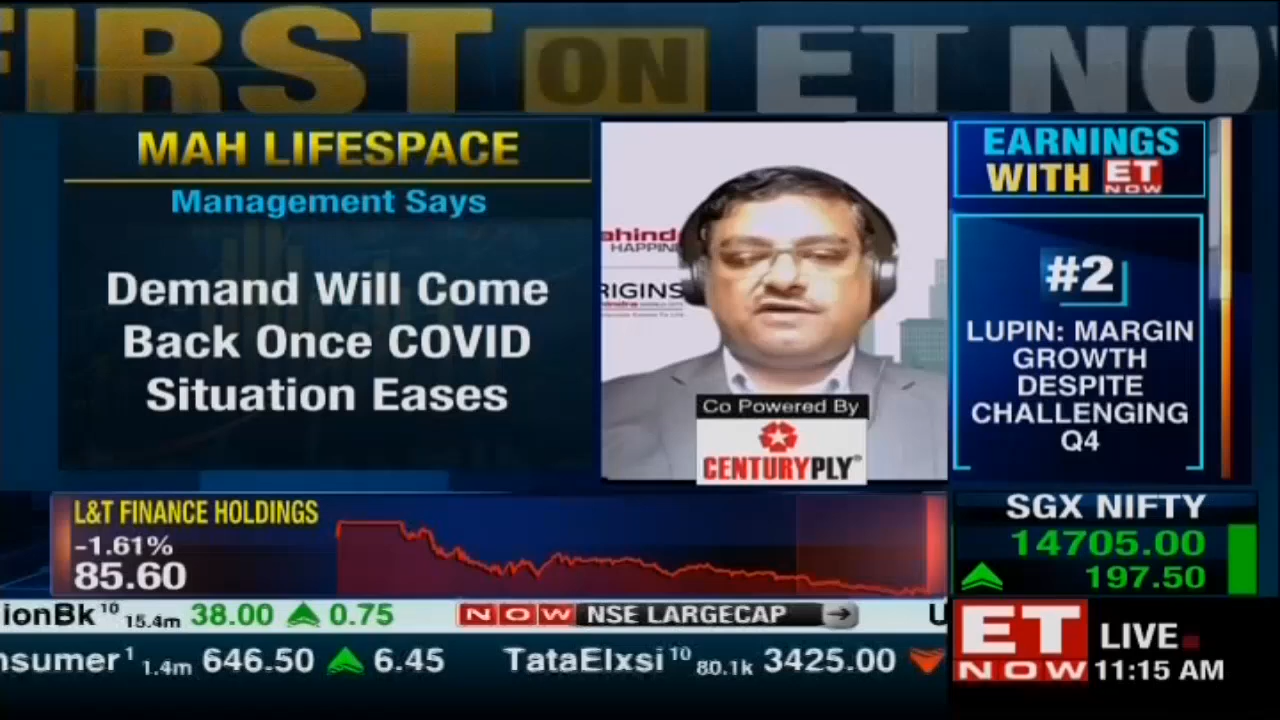 FIRST ON ET NOW
MAH LIFESPACE
Management Says
Demand Will Come
Back Once COVID
Situation Eases
ahind
HAPPIN
RIGINS
Co Powered By
CENTURYPLY
EARNINGS
WITH ET NOW
#2
LUPIN: MARGIN
GROWTH
DESPITE
CHALLENGING
Q4
L&T FINANCE HOLDINGS
-1.61%
85.60
SGX NIFTY
14705.00
197.50
ionBk 10 15.4m 38.00 0.75 NOW NSE LARGECAP U
nsumer 1 1.4m 646.50 6.45 TataElxsi 10 80.1k 3425.00
ET
NOW
LIVE
11:15 AM